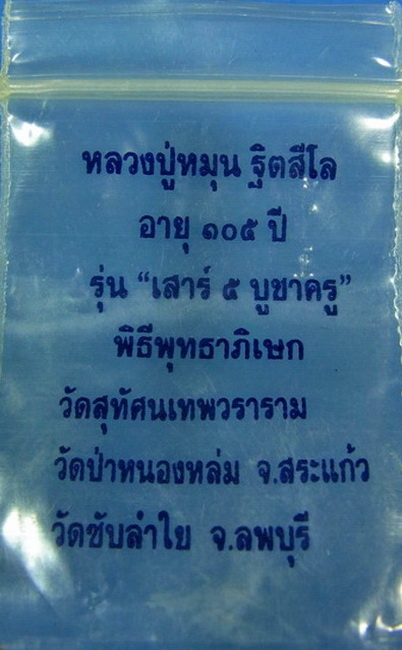 หลวงปู่หมุน ฐิตสีโล
อายุ ๑๐๕ ปี
รุ่น “เสาร์ ๕ บูชาครู”
พิธีพุทธาภิเษก
วัดสุทัศนเทพวราราม
วัดป่าหนองหล่ม จ.สระแก้ว
วัดซับลำใย จ.ลพบุรี